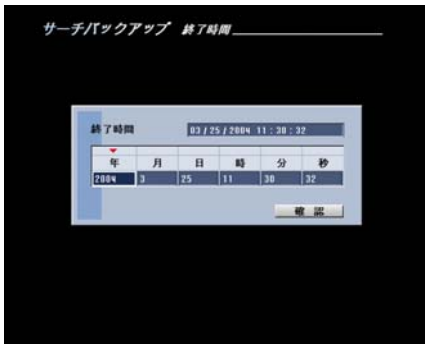 サーチバックアップ 終了時間
終了時間 03 / 25 / 2004 11 : 30 : 32
年 月 日 時 分 秒
2004 3 25 11 30 32
確 認